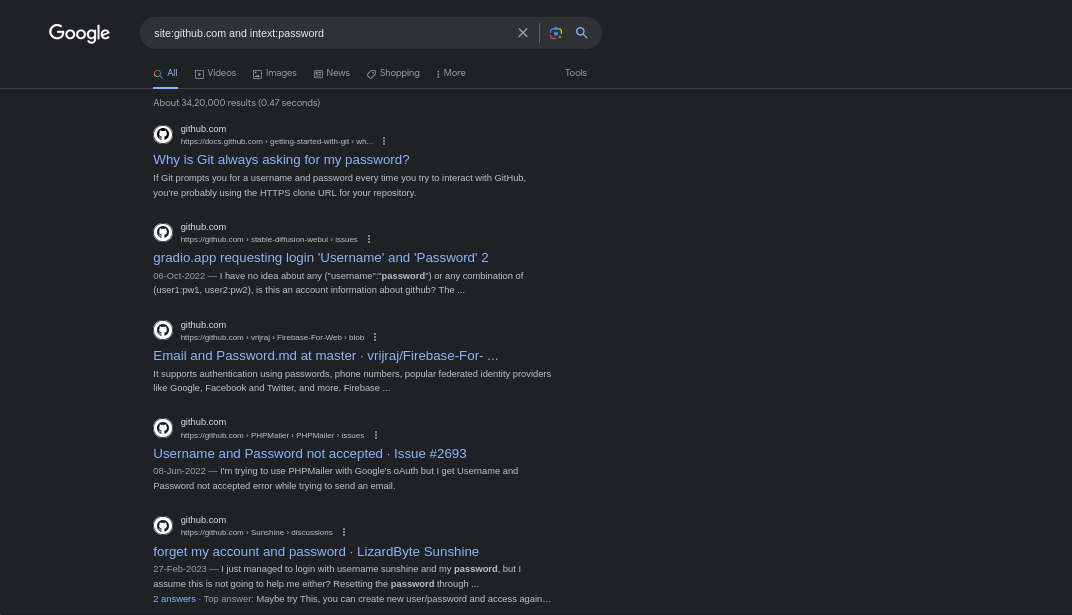 Google
site:github.com and intext:password
All Videos Images News Shopping More Tools
About 34,20,000 results (0.47 seconds)
github.com
https://docs.github.com › getting-started-with-git › wh...
Why is Git always asking for my password?
If Git prompts you for a username and password every time you try to interact with GitHub,
you're probably using the HTTPS clone URL for your repository.
github.com
https://github.com › stable-diffusion-webui › issues
gradio.app requesting login 'Username' and 'Password' 2
06-Oct-2022 — I have no idea about any ("username":"password") or any combination of
(user1:pw1, user2:pw2), is this an account information about github? The ...
github.com
https://github.com › vrijraj › Firebase-For-Web › blob
Email and Password.md at master · vrijraj/Firebase-For- ...
It supports authentication using passwords, phone numbers, popular federated identity providers
like Google, Facebook and Twitter, and more. Firebase ...
github.com
https://github.com › PHPMailer › PHPMailer › issues
Username and Password not accepted · Issue #2693
08-Jun-2022 — I'm trying to use PHPMailer with Google's oAuth but I get Username and
Password not accepted error while trying to send an email.
github.com
https://github.com › Sunshine › discussions
forget my account and password · LizardByte Sunshine
27-Feb-2023 — I just managed to login with username sunshine and my password, but I
assume this is not going to help me either? Resetting the password through ...
2 answers · Top answer: Maybe try This, you can create new user/password and access again…